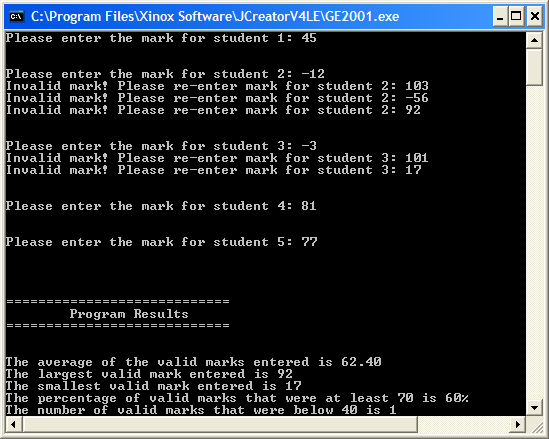 C:\Program Files\Xinox Software\JCreatorV4LE\GE2001.exe
Please enter the mark for student 1: 45
Please enter the mark for student 2: -12
Invalid mark! Please re-enter mark for student 2: 103
Invalid mark! Please re-enter mark for student 2: -56
Invalid mark! Please re-enter mark for student 2: 92
Please enter the mark for student 3: -3
Invalid mark! Please re-enter mark for student 3: 101
Invalid mark! Please re-enter mark for student 3: 17
Please enter the mark for student 4: 81
Please enter the mark for student 5: 77
============================
Program Results
============================
The average of the valid marks entered is 62.40
The largest valid mark entered is 92
The smallest valid mark entered is 17
The percentage of valid marks that were at least 70 is 60%
The number of valid marks that were below 40 is 1